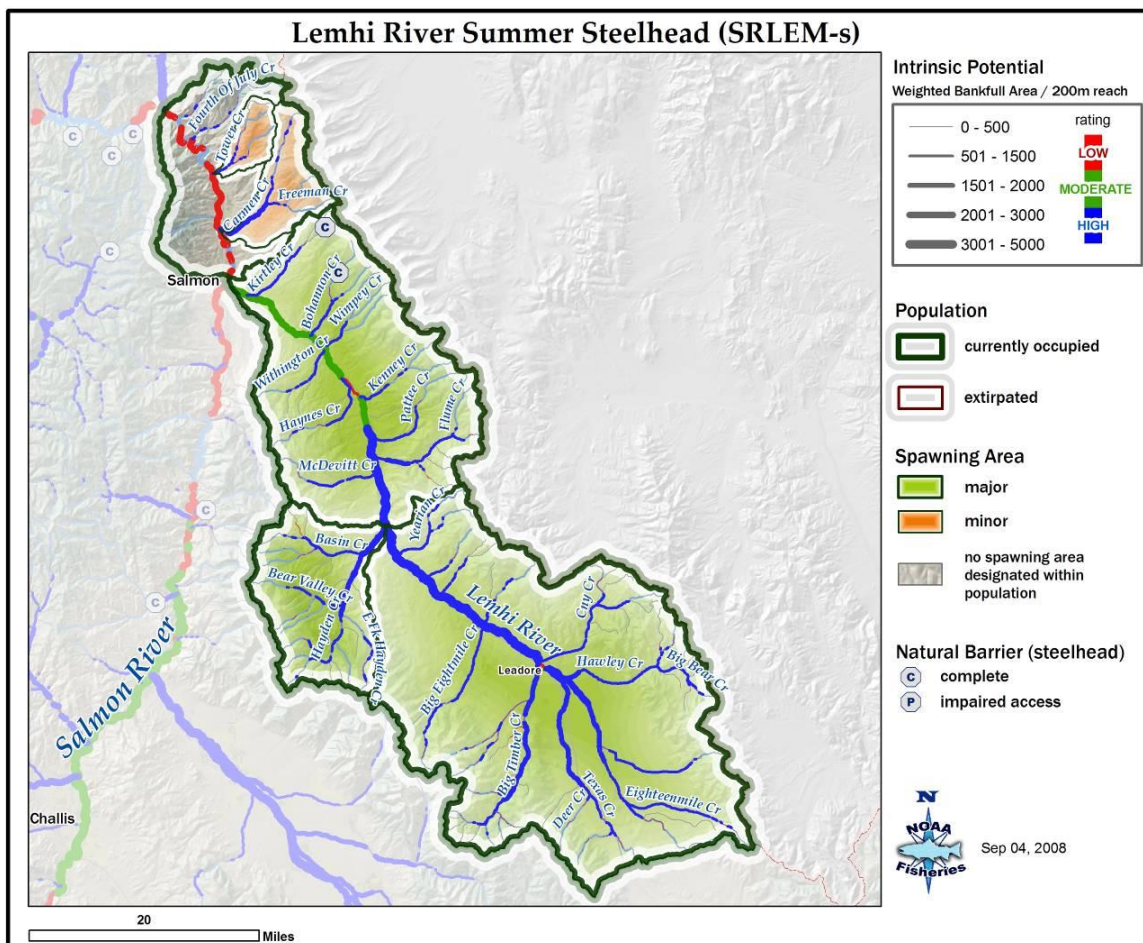 Lemhi River Summer Steelhead (SRLEM-s)
Fourth Of July Cr
Tower Cr
Carmen Cr
Freeman Cr
C
C
C
C
C
C
C
C
C
Salmon
Kirtley Cr
Bohannon Cr
Wimpey Cr
Withington Cr
Kenney Cr
Haynes Cr
Pattee Cr
Flume Cr
McDevitt Cr
Yearian Cr
Basin Cr
Bear Valley Cr
Hayden Cr
E Fk Hayden Cr
Lemhi River
Big Eightmile Cr
Cny Cr
Leadore
Hawley Cr
Big Bear Cr
Big Timber Cr
Deer Cr
Texas Cr
Eighteenmile Cr
Salmon River
Challis
20
Miles
Intrinsic Potential
Weighted Bankfull Area / 200m reach
rating
0 - 500
501 - 1500
1501 - 2000
2001 - 3000
3001 - 5000
LOW
MODERATE
HIGH
Population
currently occupied
extirpated
Spawning Area
major
minor
no spawning area
designated within
population
Natural Barrier (steelhead)
C complete
P impaired access
N
NOAA
Fisheries
Sep 04, 2008